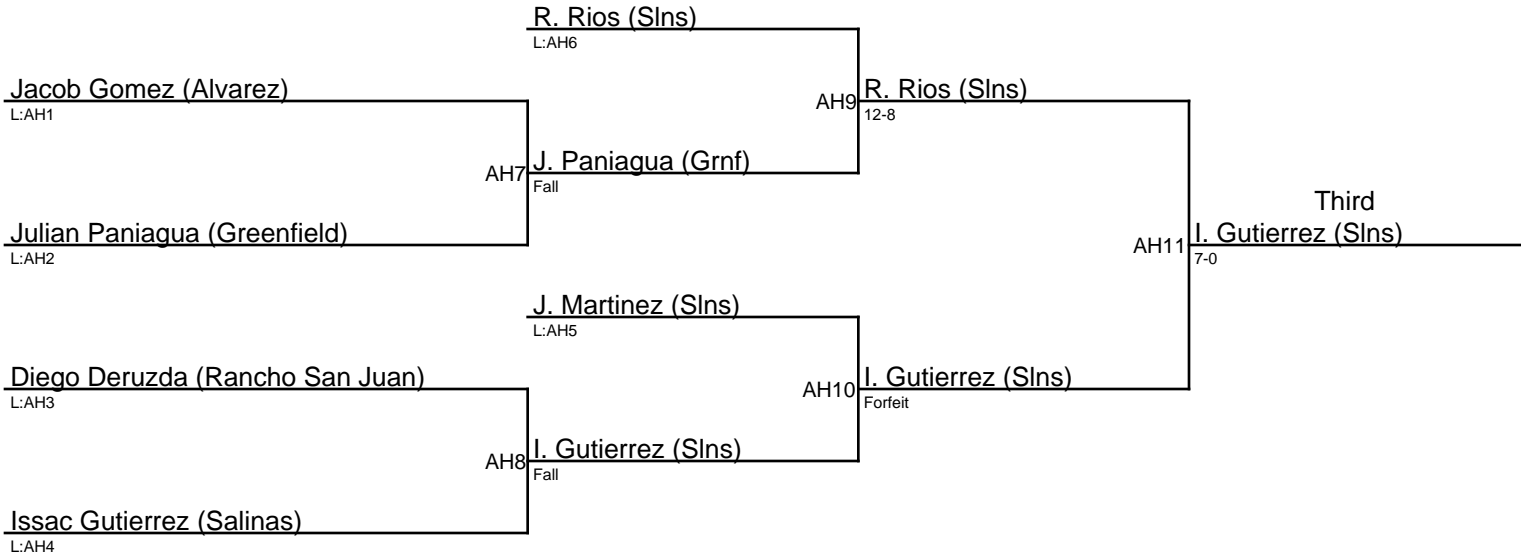 R. Rios (Slns)
L:AH6
Jacob Gomez (Alvarez)
L:AH1
AH9
R. Rios (Slns)
12-8
AH7
J. Paniagua (Grnf)
Fall
Third
Julian Paniagua (Greenfield)
L:AH2
AH11
I. Gutierrez (Slns)
7-0
J. Martinez (Slns)
L:AH5
Diego Deruzda (Rancho San Juan)
L:AH3
AH10
I. Gutierrez (Slns)
Forfeit
AH8
I. Gutierrez (Slns)
Fall
Issac Gutierrez (Salinas)
L:AH4